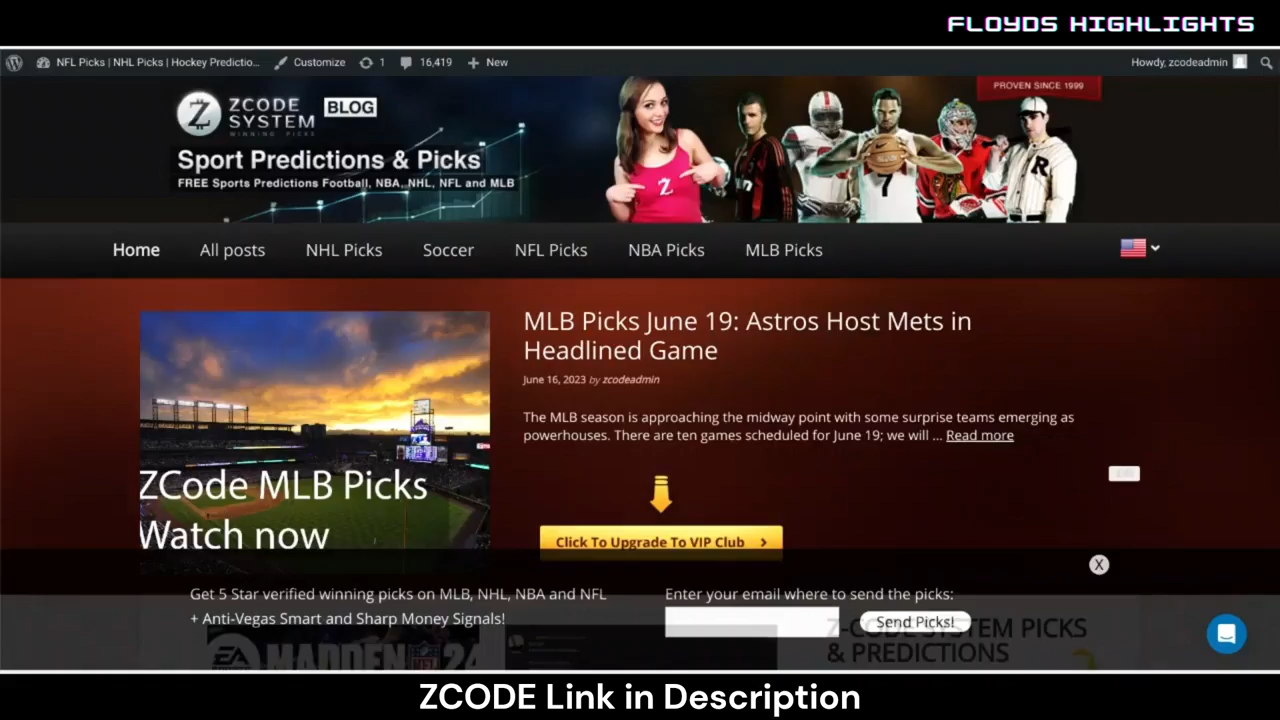 FLOYDS HIGHLIGHTS
NFL Picks | NHL Picks | Hockey Predictio... Customize 1 16,419 New Howdy, zcodeadmin
PROVEN SINCE 1999
ZCODE
SYSTEM
WINNING PICKS
BLOG
Sport Predictions & Picks
FREE Sports Predictions Football, NBA, NHL, NFL and MLB
Z
7
R
Home All posts NHL Picks Soccer NFL Picks NBA Picks MLB Picks
MLB Picks June 19: Astros Host Mets in
Headlined Game
June 16, 2023 by zcodeadmin
The MLB season is approaching the midway point with some surprise teams emerging as
powerhouses. There are ten games scheduled for June 19; we will ... Read more
ZCode MLB Picks
Watch now
Click To Upgrade To VIP Club >
X
Get 5 Star verified winning picks on MLB, NHL, NBA and NFL
+ Anti-Vegas Smart and Sharp Money Signals!
Enter your email where to send the picks:
Send Picks!
Z-CODE SYSTEM PICKS
& PREDICTIONS
EA MADDEN NFL 24
ZCODE Link in Description